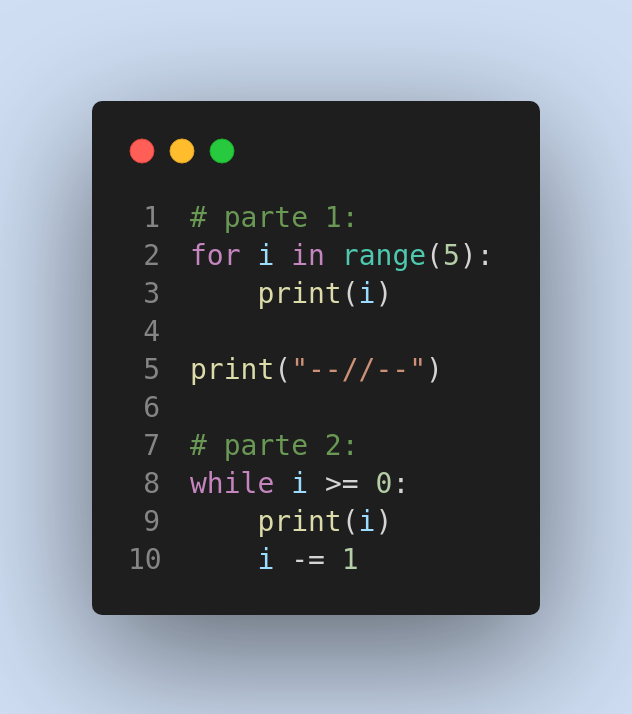 1 # parte 1:
2 for i in range(5):
3     print(i)
4
5 print("--//--")
6
7 # parte 2:
8 while i >= 0:
9     print(i)
10     i -= 1